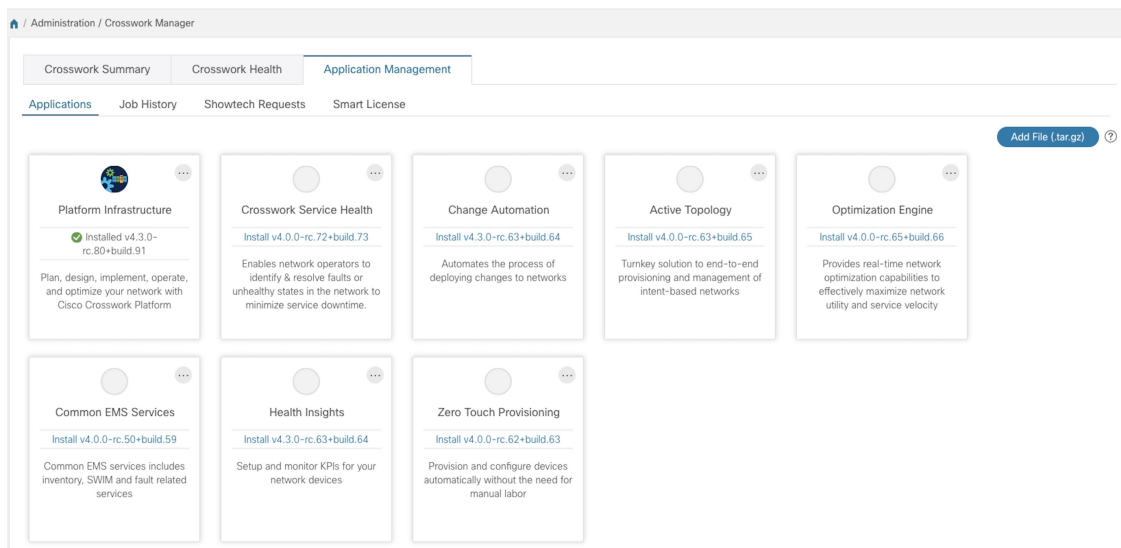 / Administration / Crosswork Manager
Crosswork Summary Crosswork Health Application Management
Applications Job History Showtech Requests Smart License
Add File (.tar.gz) ?
Platform Infrastructure
Installed v4.3.0-
rc.80+build.91
Plan, design, implement, operate,
and optimize your network with
Cisco Crosswork Platform
Crosswork Service Health
Install v4.0.0-rc.72+build.73
Enables network operators to
identify & resolve faults or
unhealthy states in the network to
minimize service downtime.
Change Automation
Install v4.3.0-rc.63+build.64
Automates the process of
deploying changes to networks
Active Topology
Install v4.0.0-rc.63+build.65
Turnkey solution to end-to-end
provisioning and management of
intent-based networks
Optimization Engine
Install v4.0.0-rc.65+build.66
Provides real-time network
optimization capabilities to
effectively maximize network
utility and service velocity
Common EMS Services
Install v4.0.0-rc.50+build.59
Common EMS services includes
inventory, SWIM and fault related
services
Health Insights
Install v4.3.0-rc.63+build.64
Setup and monitor KPIs for your
network devices
Zero Touch Provisioning
Install v4.0.0-rc.62+build.63
Provision and configure devices
automatically without the need for
manual labor